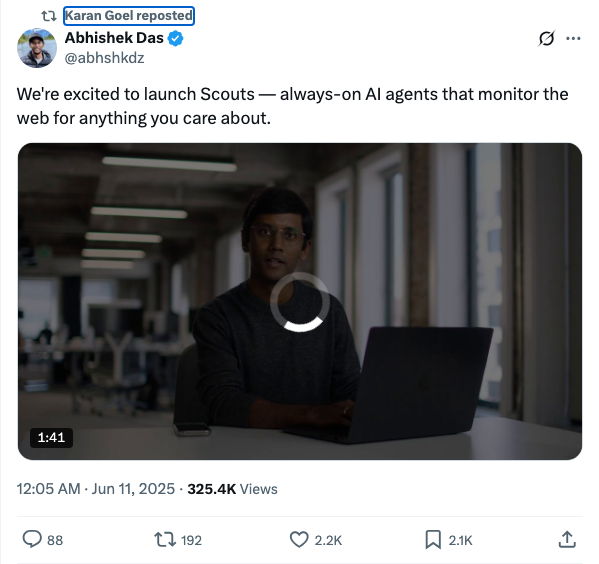 Karan Goel reposted
Abhishek Das
@abhshkdz
We're excited to launch Scouts — always-on AI agents that monitor the
web for anything you care about.
1:41
12:05 AM · Jun 11, 2025 · 325.4K Views
88 192 2.2K 2.1K